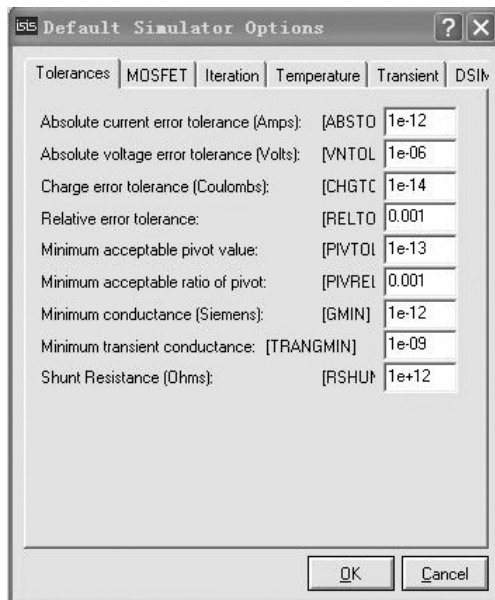 isis Default Simulator Options ? X
Tolerances MOSFET Iteration Temperature Transient DSIM
Absolute current error tolerance (Amps): [ABSTO 1e-12
Absolute voltage error tolerance (Volts): [VNTOL 1e-06
Charge error tolerance (Coulombs): [CHGTC 1e-14
Relative error tolerance: [RELTO 0.001
Minimum acceptable pivot value: [PIVTOL 1e-13
Minimum acceptable ratio of pivot: [PIVREL 0.001
Minimum conductance (Siemens): [GMIN] 1e-12
Minimum transient conductance: [TRANGMIN] 1e-09
Shunt Resistance (Ohms): [RSHUN 1e+12
OK Cancel